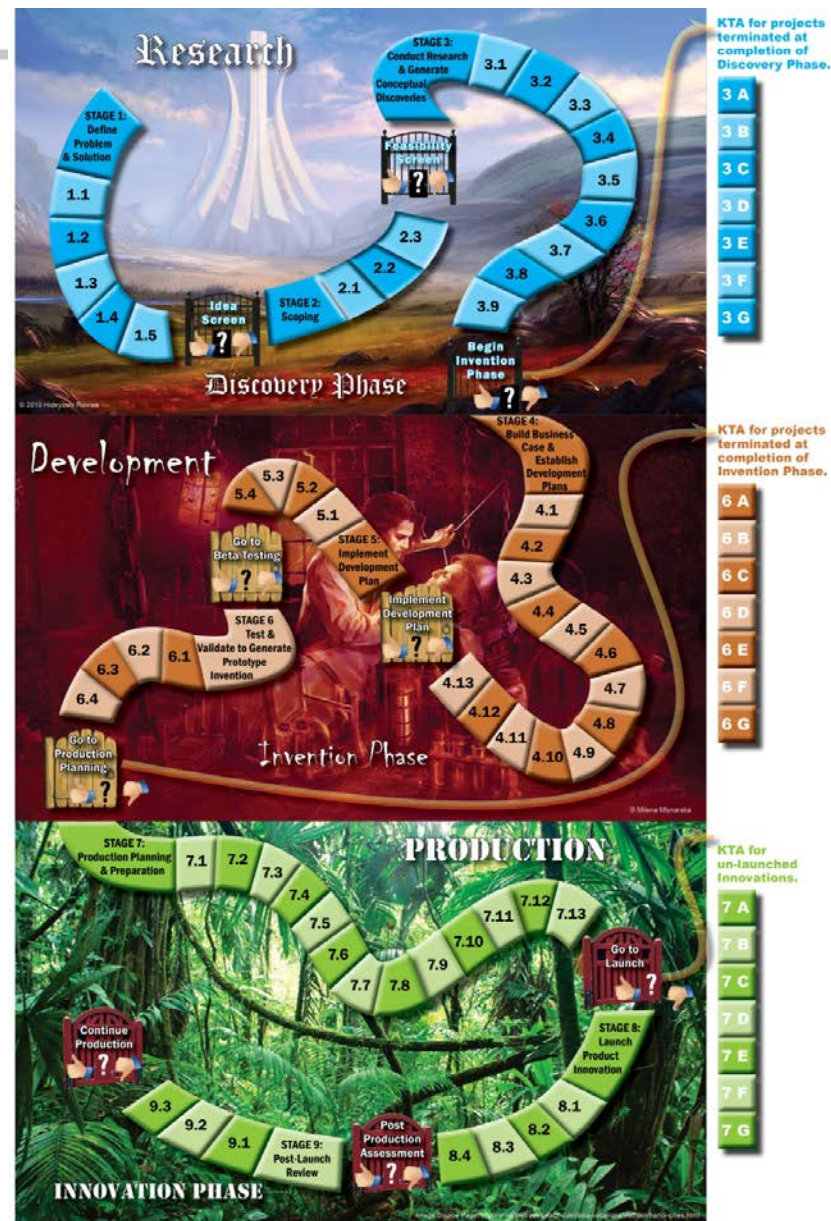 Research
KTA for projects
terminated at
completion of
Discovery Phase.
3 A
3 B
3 C
3 D
3 E
3 F
3 G
STAGE 1:
Define
Problem
& Solution
1.1
1.2
1.3
1.4
1.5
Idea
Screen
?
STAGE 2:
Scoping
2.1
2.2
2.3
Feasibility
Screen
?
STAGE 3:
Conduct Research
& Generate
Conceptual
Discoveries
3.1
3.2
3.3
3.4
3.5
3.6
3.7
3.8
3.9
Begin
Invention
Phase
?
Discovery Phase
Development
KTA for projects
terminated at
completion of
Invention Phase.
6 A
6 B
6 C
6 D
6 E
6 F
6 G
STAGE 4:
Build Business
Case &
Establish
Development
Plans
4.1
4.2
4.3
4.4
4.5
4.6
4.7
4.8
4.9
4.10
4.11
4.12
4.13
Implement
Development
Plan
?
STAGE 5:
Implement
Development
Plan
5.1
5.2
5.3
5.4
Go to
Beta Testing
?
STAGE 6
Test &
Validate to Generate
Prototype
Invention
6.1
6.2
6.3
6.4
Go to
Production
Planning
?
Invention Phase
© Milena Mlynarska
PRODUCTION
KTA for
un-launched
Innovations.
7 A
7 B
7 C
7 D
7 E
7 F
7 G
STAGE 7:
Production Planning
& Preparation
7.1
7.2
7.3
7.4
7.5
7.6
7.7
7.8
7.9
7.10
7.11
7.12
7.13
Go to
Launch
?
STAGE 8:
Launch
Product
Innovation
8.1
8.2
8.3
8.4
Post
Production
Assessment
?
STAGE 9:
Post-Launch
Review
9.1
9.2
9.3
Continue
Production
?
INNOVATION PHASE